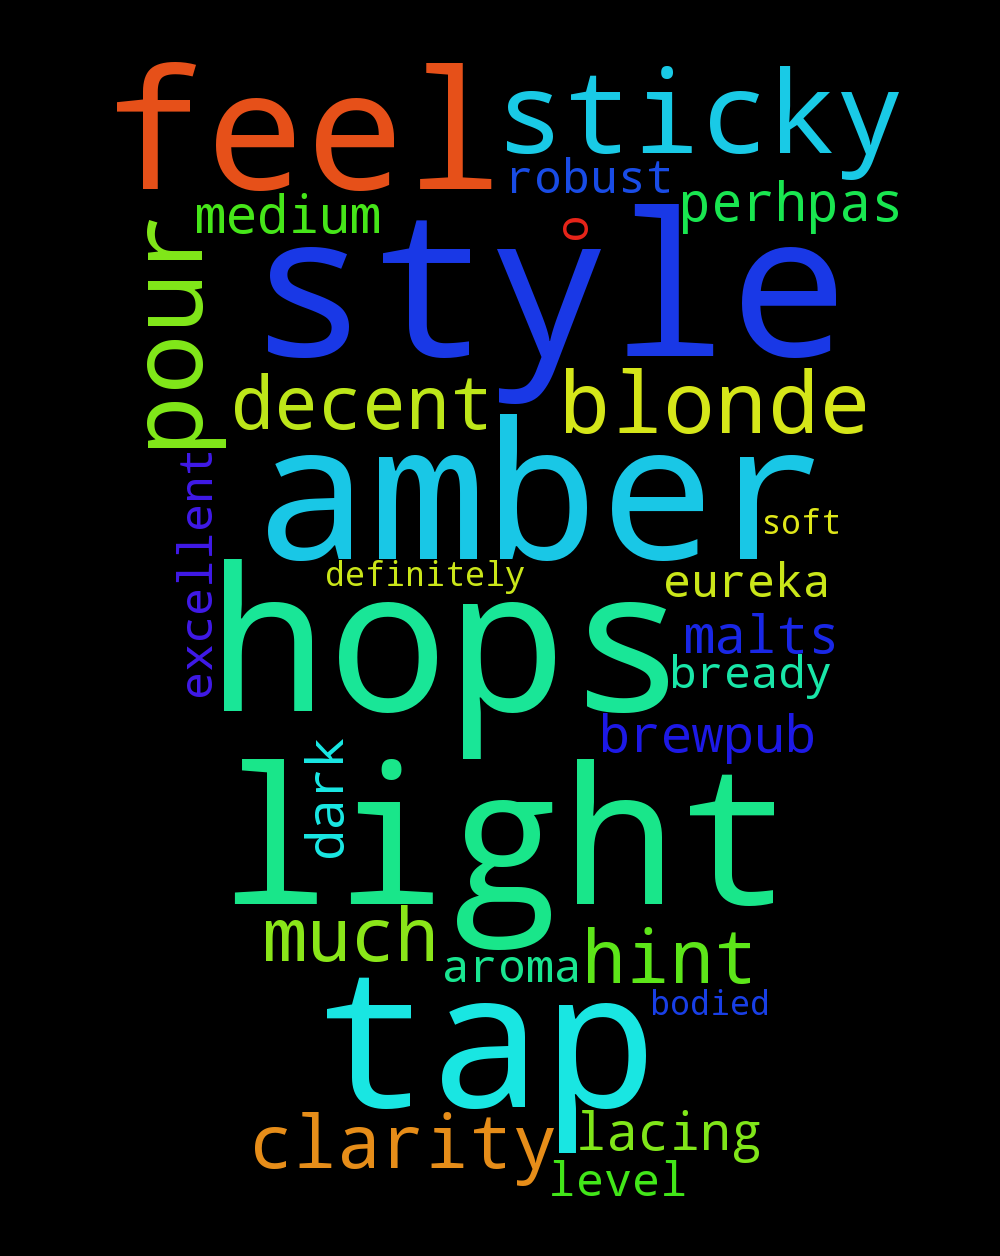 feel
sticky
robust
medium
perhpas
o
style
pour
decent
blonde
amber
excellent
soft
definitely
eureka
hops
malts
bready
brewpub
dark
light
much
aroma
hint
tap
bodied
clarity
lacing
level